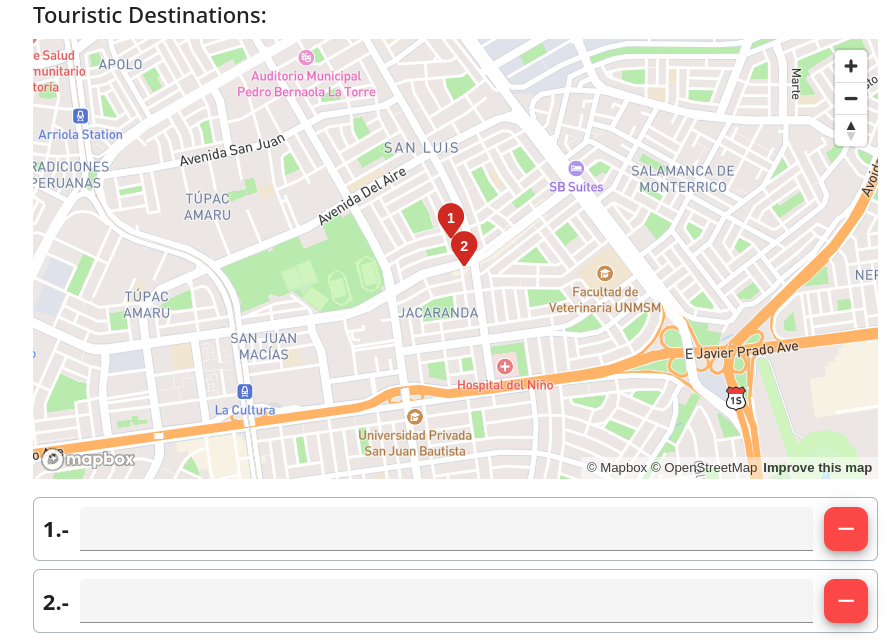 Touristic Destinations:
e Salud
munitario
toria
APOLO
Auditorio Municipal
Pedro Bernaola La Torre
Marte
Arriola Station
Avenida San Juan
SAN LUIS
RADICIONES
PERUANAS
Avenida Del Aire
SB Suites
SALAMANCA DE
MONTERRICO
TÚPAC
AMARU
1
2
Facultad de
Veterinaria UNMSM
NER
TÚPAC
AMARU
JACARANDA
SAN JUAN
MACÍAS
E Javier Prado Ave
Hospital del Niño
La Cultura
1S
Universidad Privada
San Juan Bautista
mapbox
© Mapbox © OpenStreetMap Improve this map
1.-
2.-